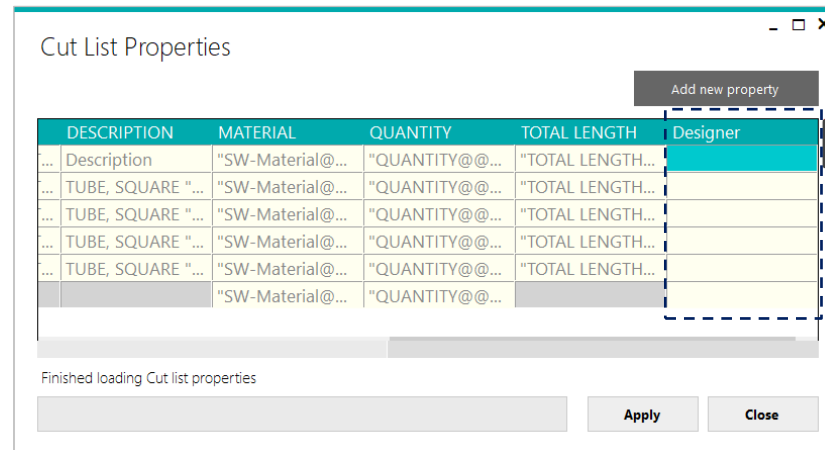 Cut List Properties
Add new property
DESCRIPTION MATERIAL QUANTITY TOTAL LENGTH Designer
... Description "SW-Material@... "QUANTITY@@... "TOTAL LENGTH...
... TUBE, SQUARE "... "SW-Material@... "QUANTITY@@... "TOTAL LENGTH...
... TUBE, SQUARE "... "SW-Material@... "QUANTITY@@... "TOTAL LENGTH...
... TUBE, SQUARE "... "SW-Material@... "QUANTITY@@... "TOTAL LENGTH...
... TUBE, SQUARE "... "SW-Material@... "QUANTITY@@... "TOTAL LENGTH...
"SW-Material@... "QUANTITY@@...
Finished loading Cut list properties
Apply Close